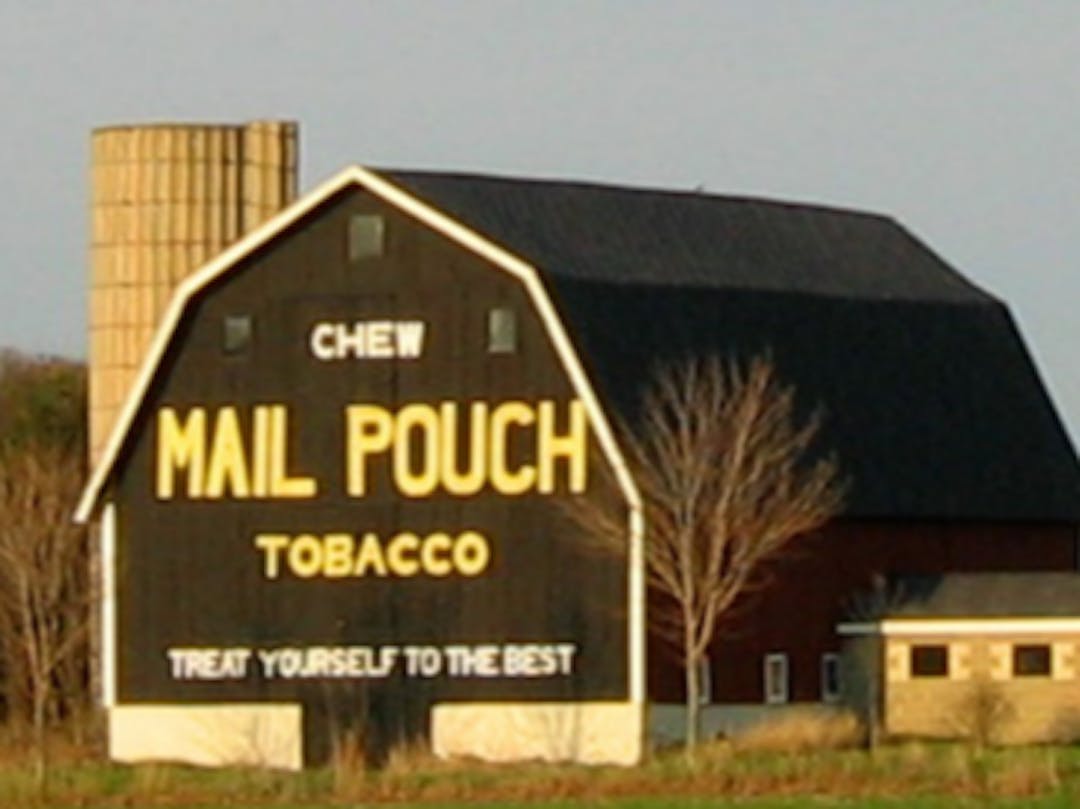 CHEW
MAIL POUCH
TOBACCO
TREAT YOURSELF TO THE BEST